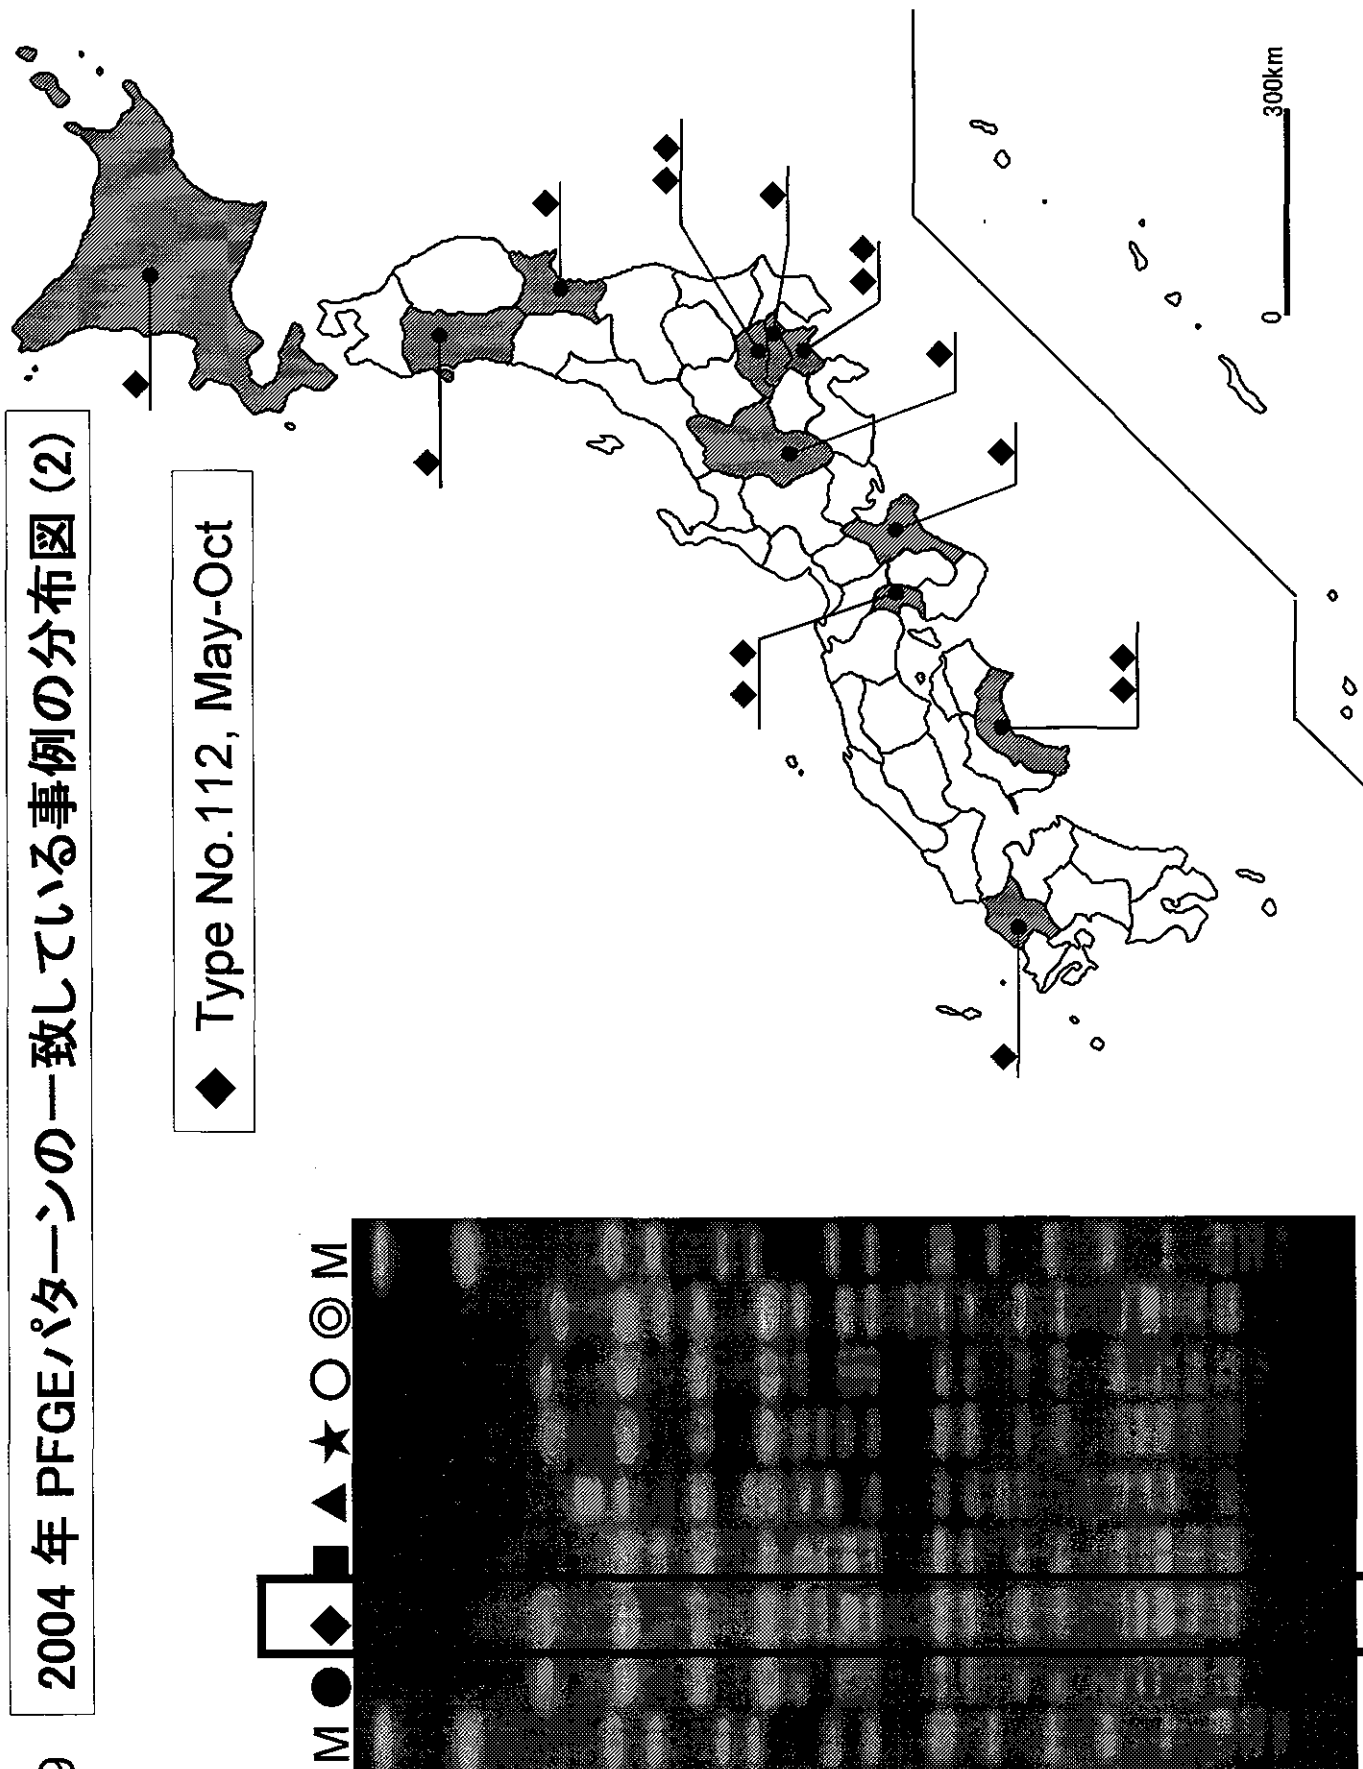 2004 年 PFGEパターンの一致している事例の分布図 (2)
◆ Type No.112, May-Oct
M ● ◆ ■ ▲ ★ ○ ◎ M
0 300km